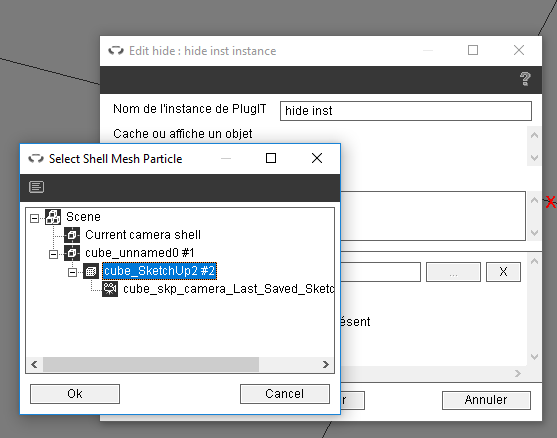 Edit hide : hide inst instance
?
Nom de l'instance de PlugIT
hide inst
Cache ou affiche un objet
Select Shell Mesh Particle
Scene
Current camera shell
cube_unnamed0 #1
cube_SketchUp2 #2
cube_skp_camera_Last_Saved_Sketc
... X
ésent
Ok
Cancel
r
Annuler
X